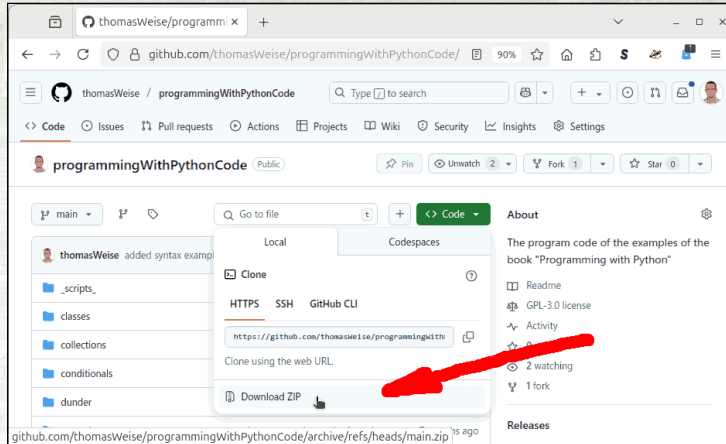 thomasWeise/programmi
github.com/thomasWeise/programmingWithPythonCode/
90%
S
thomasWeise / programmingWithPythonCode
Type / to search
Code Issues Pull requests Actions Projects Wiki Security Insights Settings
programmingWithPythonCode Public
Pin Unwatch 2 Fork 1 Star 0
main
Go to file t
Code
About
Local Codespaces
The program code of the examples of the
book "Programming with Python"
thomasWeise added syntax exampl
Clone
_scripts_
HTTPS SSH GitHub CLI
Readme
GPL-3.0 license
classes
https://github.com/thomasWeise/programmingWith
Activity
collections
Clone using the web URL.
2 watching
conditionals
1 fork
dunder
Download ZIP
hs ago
Releases
github.com/thomasWeise/programmingWithPythonCode/archive/refs/heads/main.zip